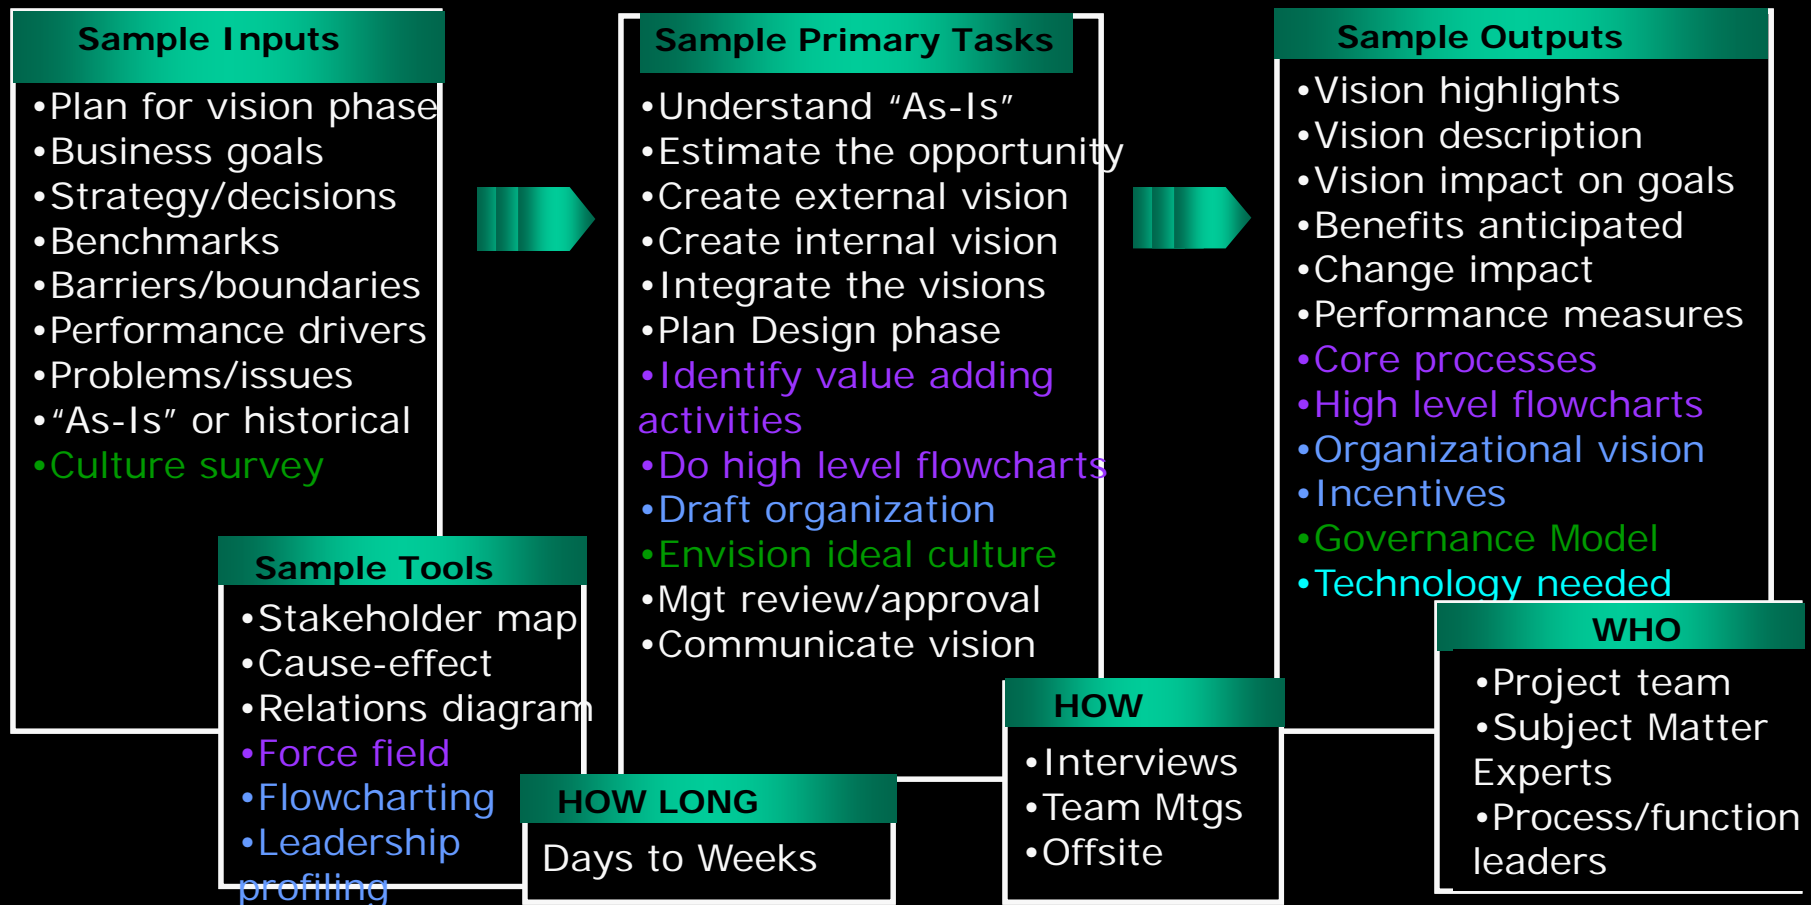 Sample Inputs
•Plan for vision phase
•Business goals
•Strategy/decisions
•Benchmarks
•Barriers/boundaries
•Performance drivers
•Problems/issues
•“As-Is” or historical
•Culture survey
Sample Tools
•Stakeholder map
•Cause-effect
•Relations diagram
•Force field
•Flowcharting
•Leadership
profiling
Sample Primary Tasks
•Understand “As-Is”
•Estimate the opportunity
•Create external vision
•Create internal vision
•Integrate the visions
•Plan Design phase
•Identify value adding
activities
•Do high level flowcharts
•Draft organization
•Envision ideal culture
•Mgt review/approval
•Communicate vision
HOW LONG
Days to Weeks
HOW
•Interviews
•Team Mtgs
•Offsite
Sample Outputs
•Vision highlights
•Vision description
•Vision impact on goals
•Benefits anticipated
•Change impact
•Performance measures
•Core processes
•High level flowcharts
•Organizational vision
•Incentives
•Governance Model
•Technology needed
WHO
•Project team
•Subject Matter
Experts
•Process/function
leaders